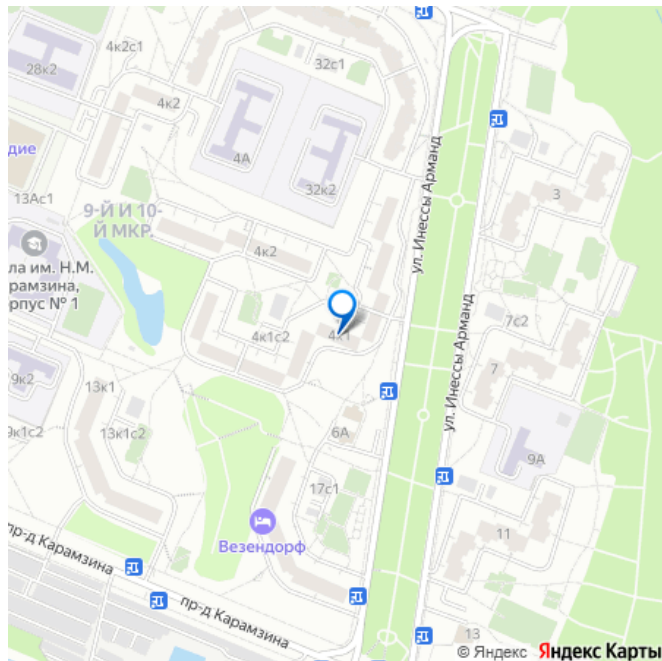 4к2с1
32с1
28к2
4к2
дие
4А
32к2
13Ас1
9-Й И 10-
Й МКР.
3
ул. Инессы Арманд
ла им. Н.М.
рамзина,
рпус № 1
4к2
7с2
4к1с2
7
9к2
13к1
ул. Инессы Арманд
9к1с2
13к1с2
6А
9А
17с1
11
Везендорф
пр-д Карамзина
пр-д Карамзина
13
© Яндекс Яндекс Карты